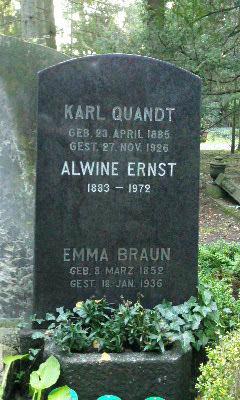 KARL QUANDT
GEB. 23. APRIL 1885
GEST. 27. NOV. 1926
ALWINE ERNST
1883 – 1972
EMMA BRAUN
GEB. 8. MÄRZ 1852
GEST. 18. JAN. 1936